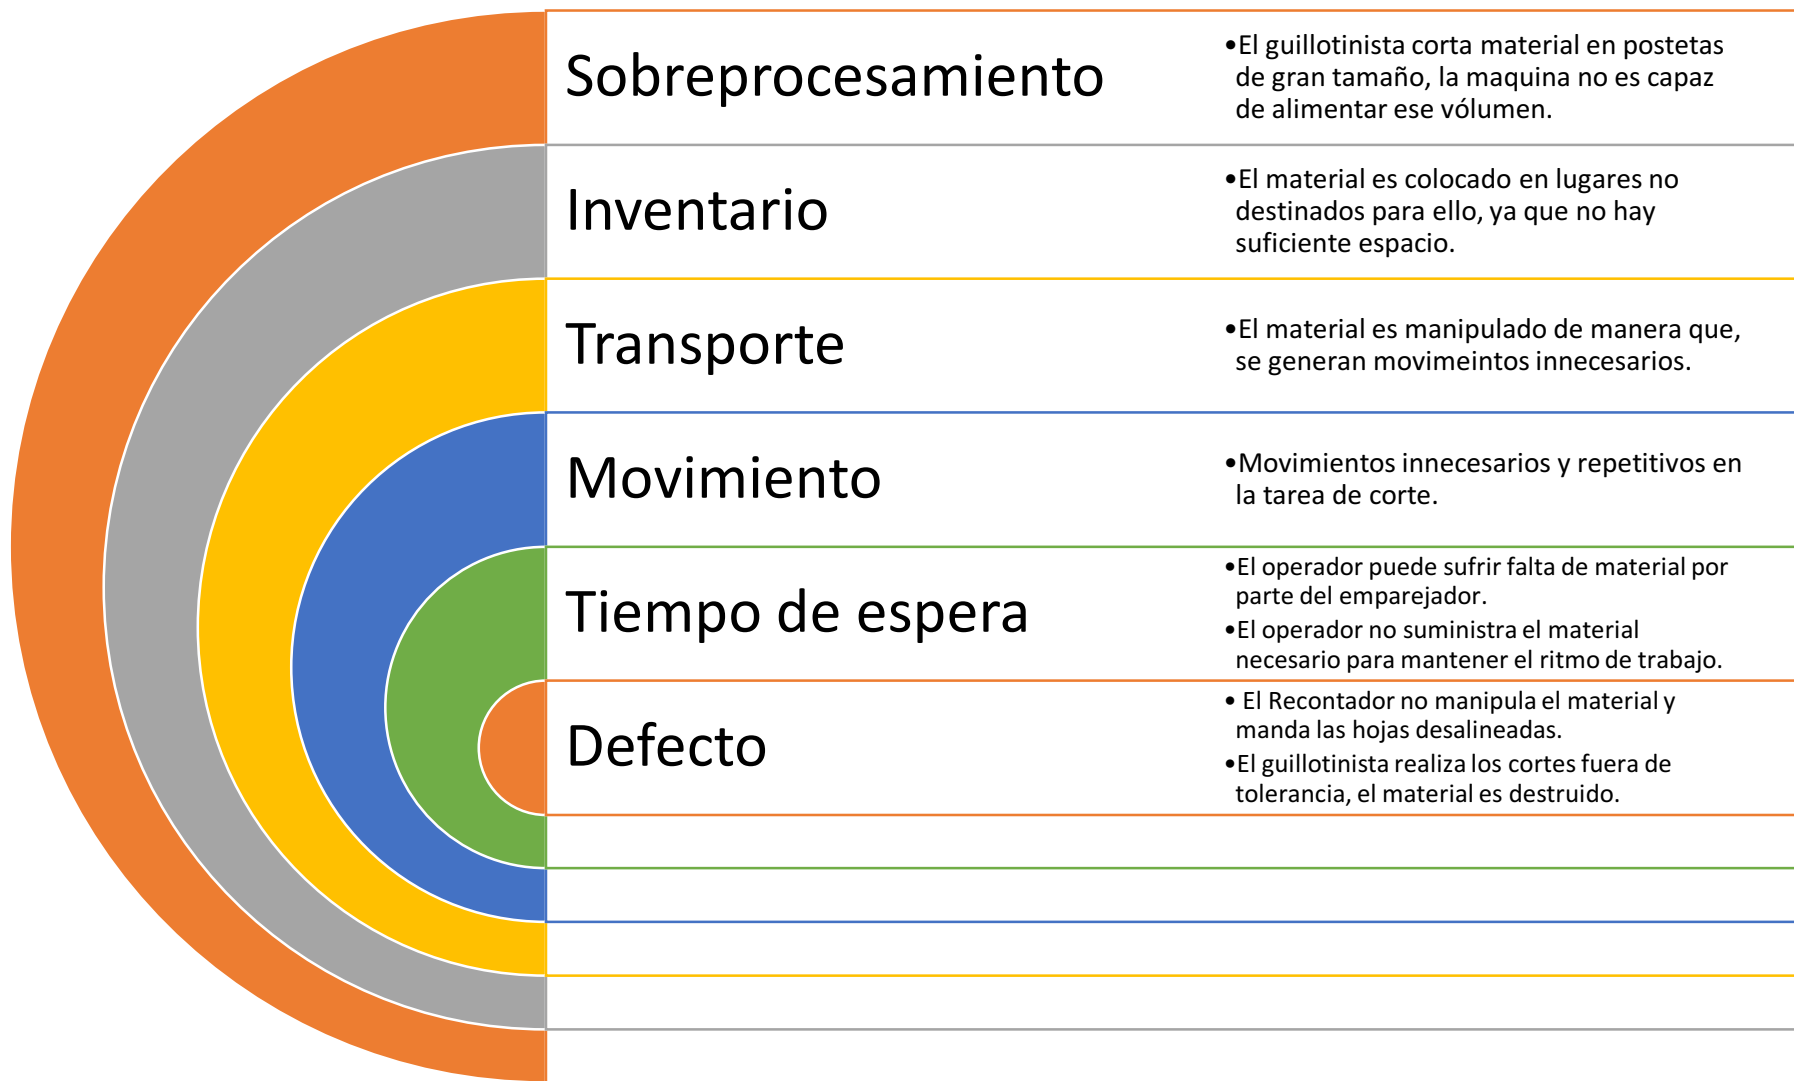 Sobreprocesamiento
•El guillotinista corta material en postetas
de gran tamaño, la maquina no es capaz
de alimentar ese vólumen.
Inventario
•El material es colocado en lugares no
destinados para ello, ya que no hay
suficiente espacio.
Transporte
•El material es manipulado de manera que,
se generan movimeintos innecesarios.
Movimiento
•Movimientos innecesarios y repetitivos en
la tarea de corte.
Tiempo de espera
•El operador puede sufrir falta de material por
parte del emparejador.
•El operador no suministra el material
necesario para mantener el ritmo de trabajo.
Defecto
• El Recontador no manipula el material y
manda las hojas desalineadas.
•El guillotinista realiza los cortes fuera de
tolerancia, el material es destruido.